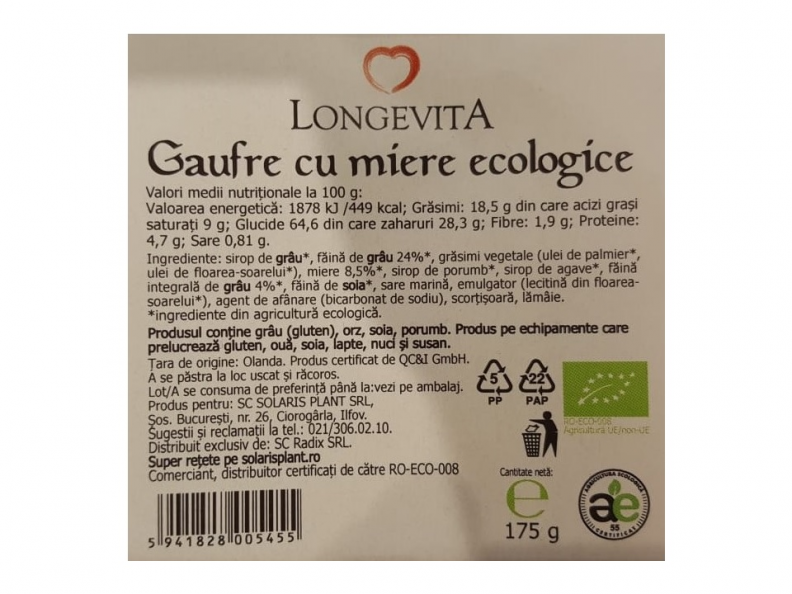 LONGEVITA
Gaufre cu miere ecologice
Valori medii nutriționale la 100 g:
Valoarea energetică: 1878 kJ /449 kcal; Grăsimi: 18,5 g din care acizi grași
saturați 9 g; Glucide 64,6 din care zaharuri 28,3 g; Fibre: 1,9 g; Proteine:
4,7 g; Sare 0,81 g.
Ingrediente: sirop de grâu*, făină de grâu 24%*, grăsimi vegetale (ulei de palmier*,
ulei de floarea-soarelui*), miere 8,5%*, sirop de porumb*, sirop de agave*, făină
integrală de grâu 4%*, făină de soia*, sare marină, emulgator (lecitină din floarea-
soarelui*), agent de afânare (bicarbonat de sodiu), scorțișoară, lămâie.
*ingrediente din agricultură ecologică.
Produsul conține grâu (gluten), orz, soia, porumb. Produs pe echipamente care
prelucrează gluten, ouă, soia, lapte, nuci și susan.
Țara de origine: Olanda. Produs certificat de QC&I GmbH.
A se păstra la loc uscat și răcoros.
Lot/A se consuma de preferință până la:vezi pe ambalaj.
Produs pentru: SC SOLARIS PLANT SRL,
Șos. București, nr. 26, Ciorogârla, Ilfov.
Sugestii și reclamații la tel.: 021/306.02.10.
Distribuit exclusiv de: SC Radix SRL.
Super rețete pe solarisplant.ro
Comerciant, distribuitor certificați de către RO-ECO-008
5 941828 005455
5
PP
22
PAP
RO-ECO-008
Agricultură UE/non-UE
Cantitate netă:
e
175 g
AGRICULTURA ECOLOGICA
ae
55
CERTIFICAT